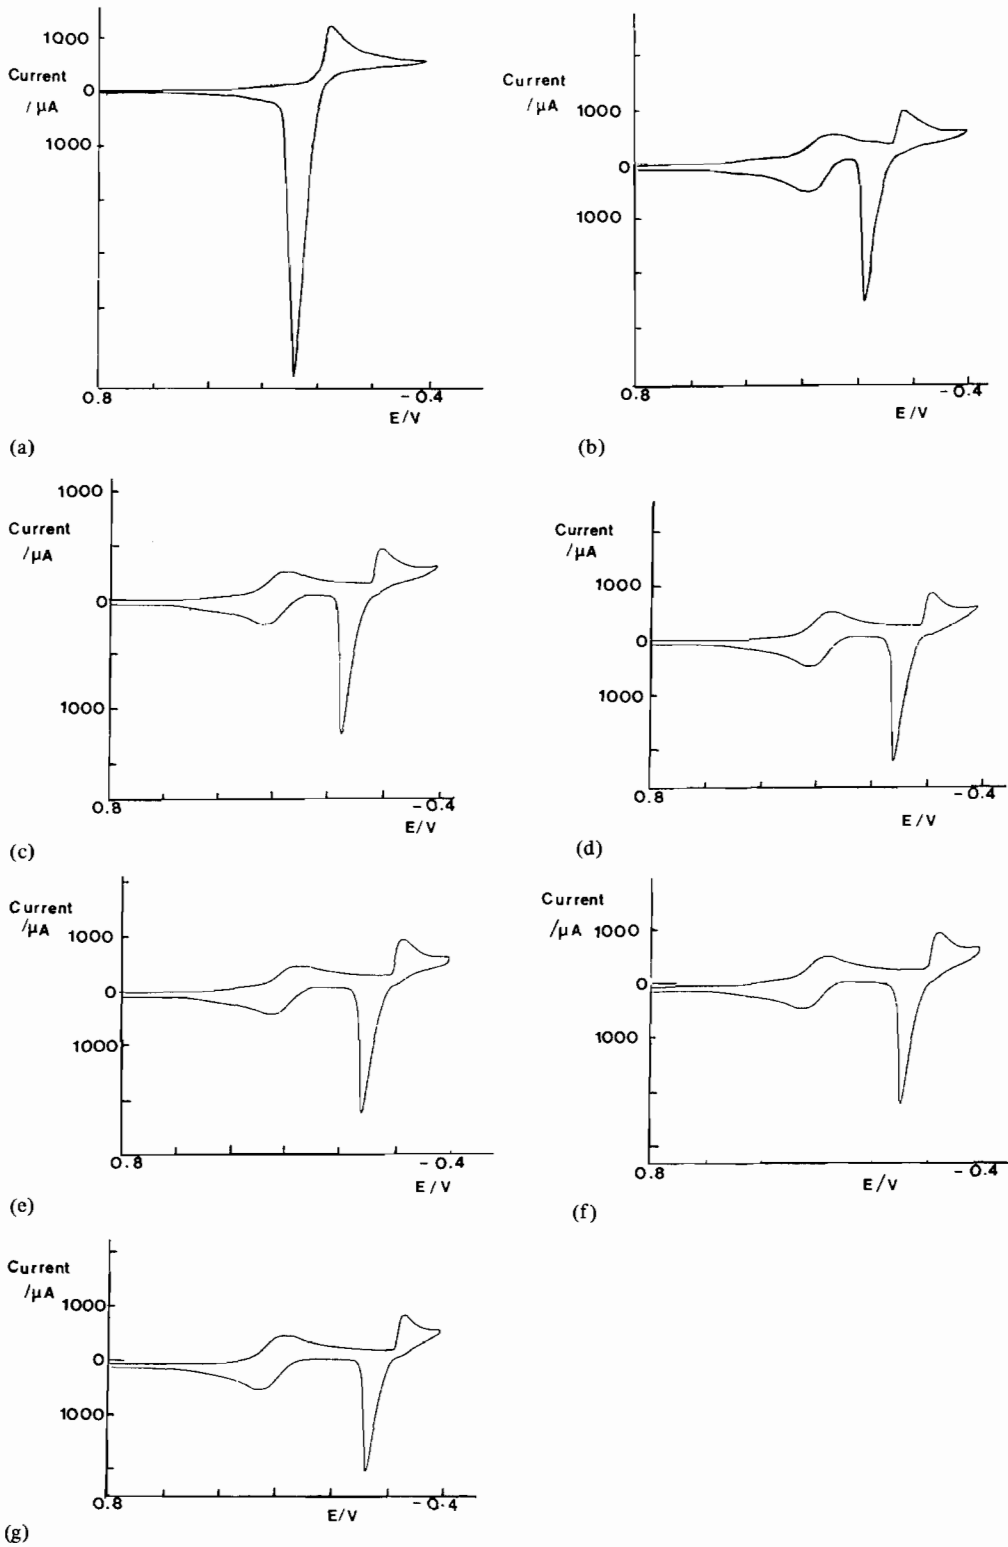 1000
Current
/ μA
0
1000
0.8
-0.4
E/V
(a)
Current
/ μA
1000
0
1000
0.8
-0.4
E/V
(b)
1000
Current
/μA
0
1000
0.8
-0.4
E/V
(c)
Current
/μA
1000
0
1000
0.8
-0.4
E/V
(d)
Current
/μA
1000
0
1000
0.8
-0.4
E/V
(e)
Current
/μA
1000
0
1000
0.8
-0.4
E/V
(f)
Current
/μA
1000
0
1000
0.8
-0.4
E/V
(g)